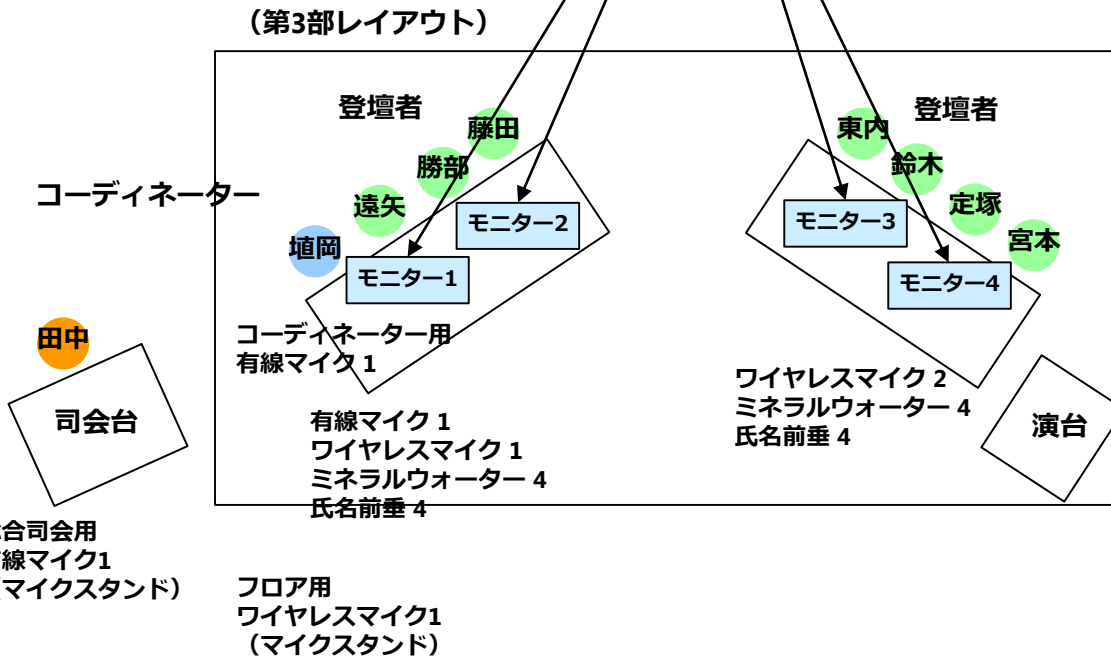 （第3部レイアウト）
登壇者
登壇者
藤田
東内
勝部
鈴木
コーディネーター
遠矢
定塚
モニター2
モニター3
埴岡
宮本
モニター1
モニター4
田中
コーディネーター用
有線マイク 1
司会台
ワイヤレスマイク 2
ミネラルウォーター 4
氏名前垂 4
演台
有線マイク 1
ワイヤレスマイク 1
ミネラルウォーター 4
氏名前垂 4
合司会用
線マイク1
マイクスタンド）
フロア用
ワイヤレスマイク1
（マイクスタンド）